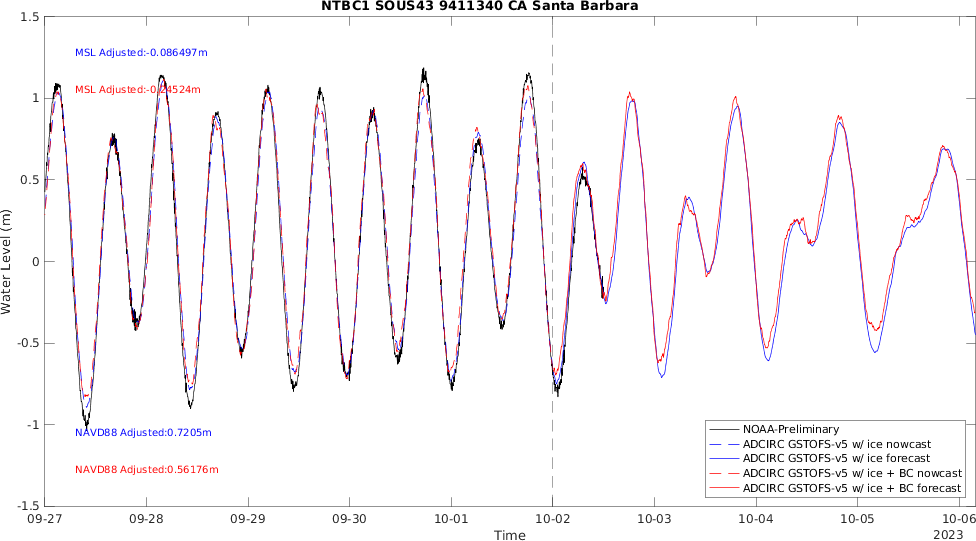 NTBC1 SOUS43 9411340 CA Santa Barbara
1.5
1
0.5
0
-0.5
-1
-1.5
Water Level (m)
MSL Adjusted:-0.086497m
MSL Adjusted:-0.24524m
NAVD88 Adjusted:0.7205m
NAVD88 Adjusted:0.56176m
NOAA-Preliminary
ADCIRC GSTOFS-v5 w/ ice nowcast
ADCIRC GSTOFS-v5 w/ ice forecast
ADCIRC GSTOFS-v5 w/ ice + BC nowcast
ADCIRC GSTOFS-v5 w/ ice + BC forecast
09-27 09-28 09-29 09-30 10-01 10-02 10-03 10-04 10-05 10-06
Time
2023